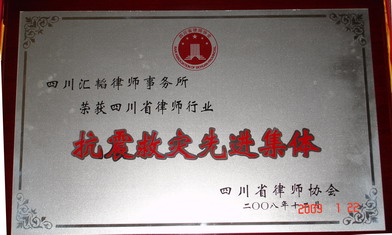 四川汇韬律师事务所
荣获四川省律师行业
抗震救灾先进集体
四川省律师协会
二〇〇八年十二月
2009 1 22